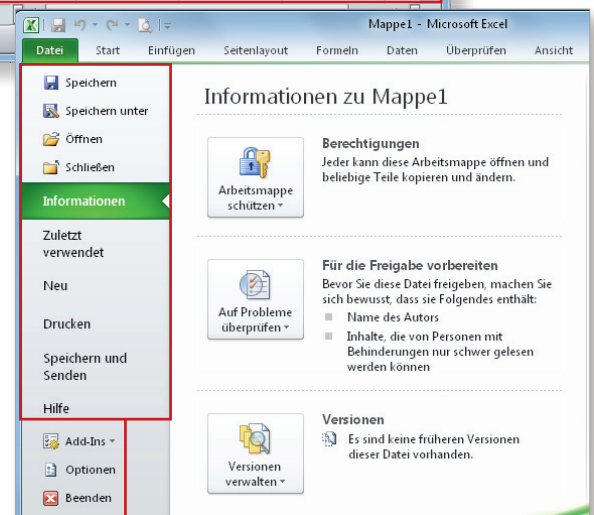 Mappe1 - Microsoft Excel
Datei Start Einfügen Seitenlayout Formeln Daten Überprüfen Ansicht
Speichern
Speichern unter
Öffnen
Schließen
Informationen
Zuletzt
verwendet
Neu
Drucken
Speichern und
Senden
Hilfe
Add-Ins
Optionen
Beenden
Informationen zu Mappe1
Arbeitsmappe
schützen
Berechtigungen
Jeder kann diese Arbeitsmappe öffnen und
beliebige Teile kopieren und ändern.
Auf Probleme
überprüfen
Für die Freigabe vorbereiten
Bevor Sie diese Datei freigeben, machen Sie
sich bewusst, dass sie Folgendes enthält:
Name des Autors
Inhalte, die von Personen mit
Behinderungen nur schwer gelesen
werden können
Versionen
verwalten
Versionen
Es sind keine früheren Versionen
dieser Datei vorhanden.